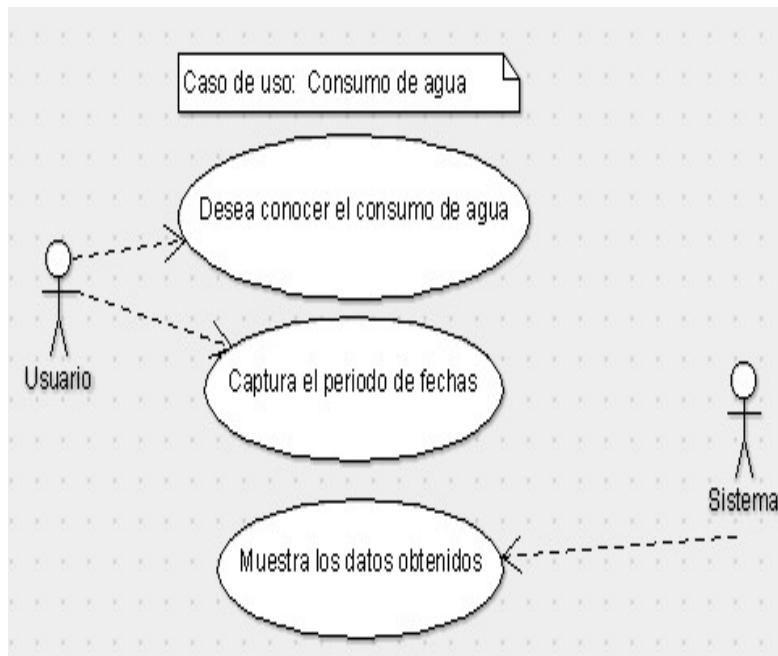 Caso de uso: Consumo de agua
Desea conocer el consumo de agua
Usuario
Captura el periodo de fechas
Sistema
Muestra los datos obtenidos